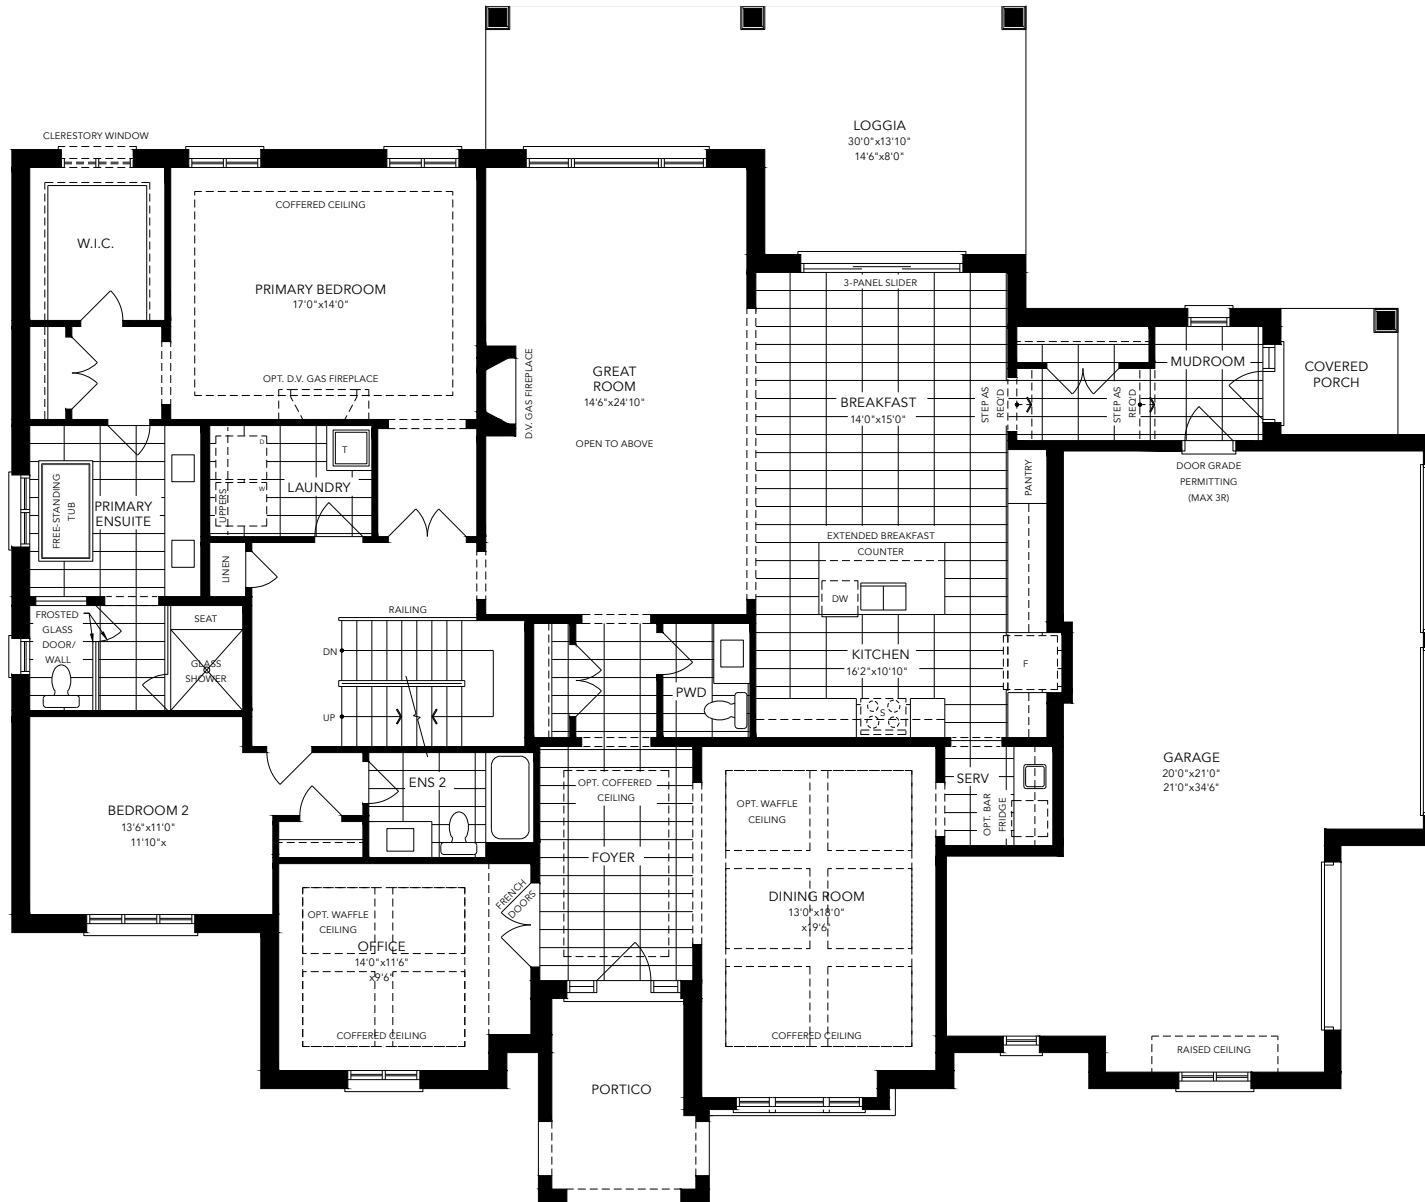 LOGGIA
30'0"x13'10"
14'6"x8'0"
CLERESTORY WINDOW
COFFERED CEILING
W.I.C.
PRIMARY BEDROOM
17'0"x14'0"
3-PANEL SLIDER
OPT. D.V. GAS FIREPLACE
D.V. GAS FIREPLACE
GREAT
ROOM
14'6"x24'10"
OPEN TO ABOVE
BREAKFAST
14'0"x15'0"
STEP AS
REQ'D
STEP AS
REQ'D
MUDROOM
COVERED
PORCH
DOOR GRADE
PERMITTING
(MAX 3R)
PANTRY
FREE-STANDING
TUB
PRIMARY
ENSUITE
D
W
UPPERS
T
LAUNDRY
LINEN
EXTENDED BREAKFAST
COUNTER
DW
KITCHEN
16'2"x10'10"
F
S
FROSTED
GLASS
DOOR/
WALL
SEAT
GLASS
SHOWER
RAILING
DN
UP
PWD
BEDROOM 2
13'6"x11'0"
11'10"x
ENS 2
OPT. COFFERED
CEILING
FOYER
OPT. WAFFLE
CEILING
SERV
OPT. BAR
FRIDGE
GARAGE
20'0"x21'0"
21'0"x34'6"
OPT. WAFFLE
CEILING
OFFICE
14'0"x11'6"
x9'6"
COFFERED CEILING
FRENCH
DOORS
DINING ROOM
13'0"x18'0"
x19'6"
COFFERED CEILING
RAISED CEILING
PORTICO